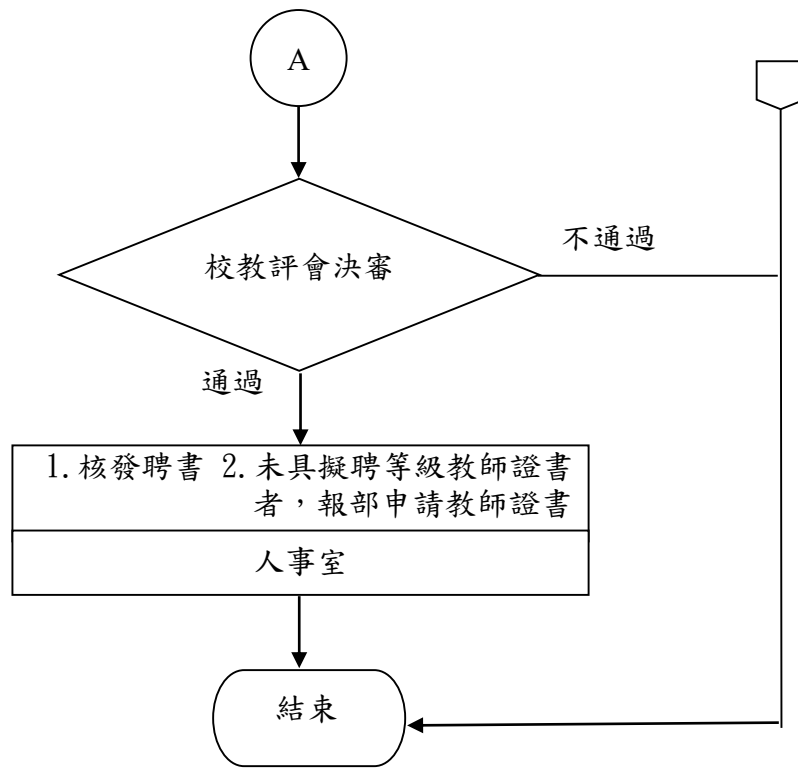 A
校教評會決審
不通過
通過
1.核發聘書 2.未具擬聘等級教師證書
者，報部申請教師證書
人事室
結束